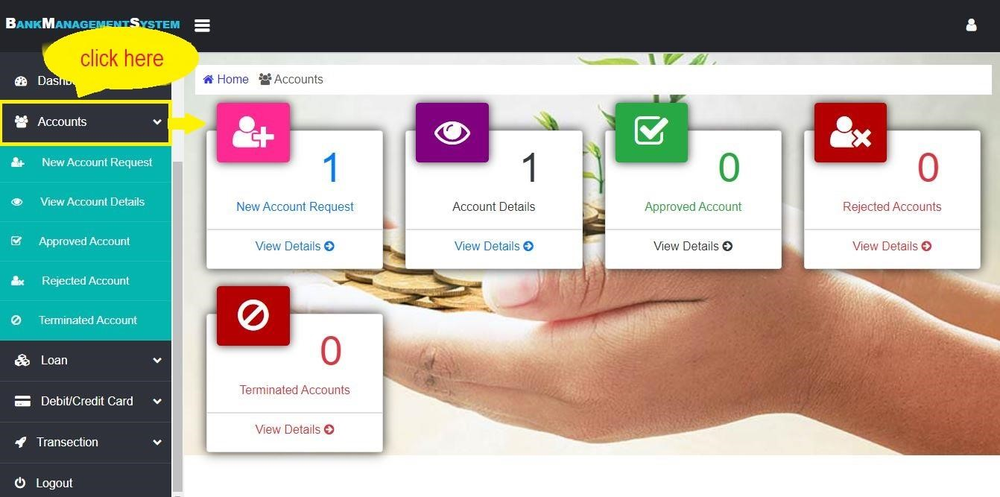 BANKMANAGEMENTSYSTEM
click here
Dashb
Accounts
New Account Request
View Account Details
Approved Account
Rejected Account
Terminated Account
Loan
Debit/Credit Card
Transection
Logout
Home Accounts
1
New Account Request
View Details
1
Account Details
View Details
0
Approved Account
View Details
0
Rejected Accounts
View Details
0
Terminated Accounts
View Details